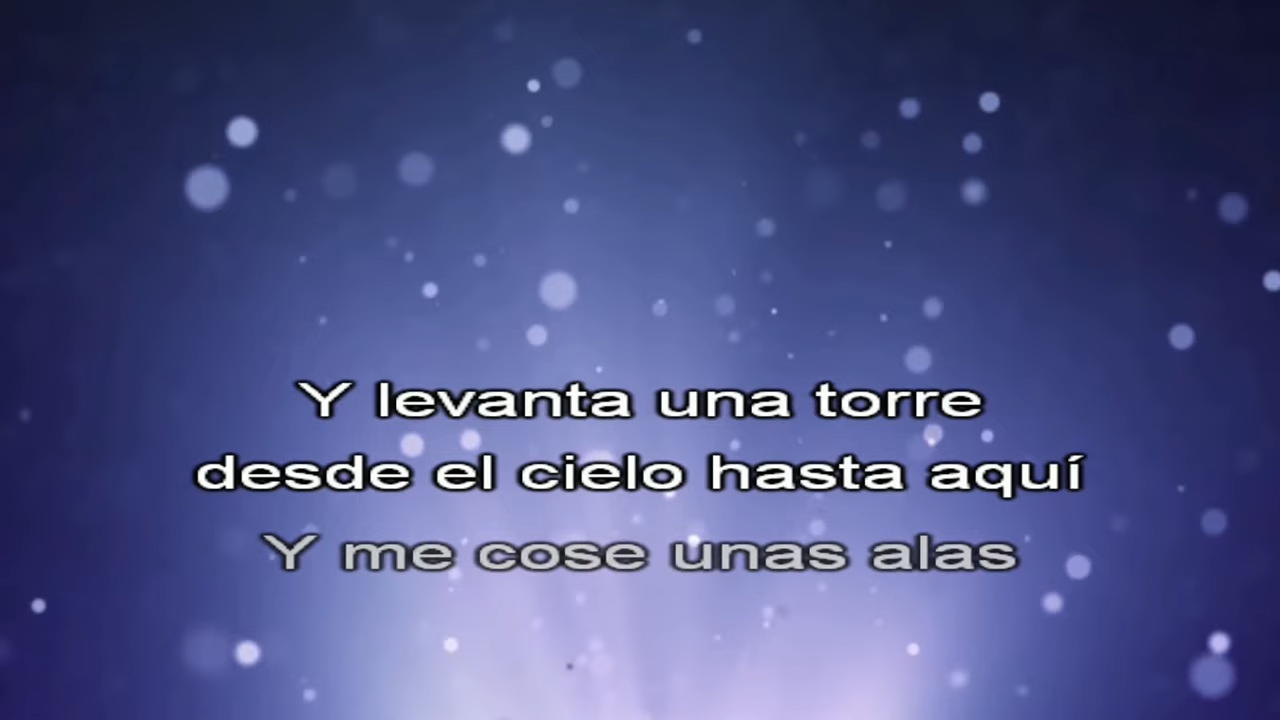 Y levanta una torre
desde el cielo hasta aquí
Y me cose unas alas